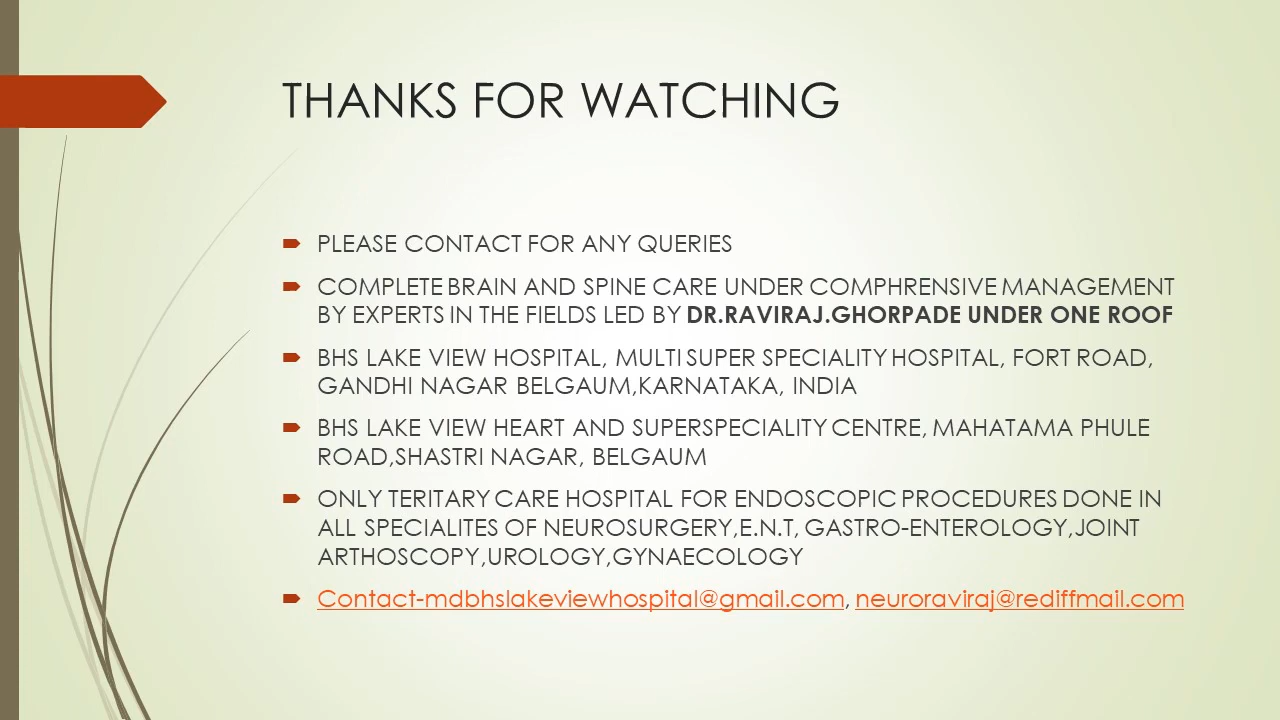 THANKS FOR WATCHING
PLEASE CONTACT FOR ANY QUERIES
COMPLETE BRAIN AND SPINE CARE UNDER COMPHRENSIVE MANAGEMENT
BY EXPERTS IN THE FIELDS LED BY DR.RAVIRAJ.GHORPADE UNDER ONE ROOF
BHS LAKE VIEW HOSPITAL, MULTI SUPER SPECIALITY HOSPITAL, FORT ROAD,
GANDHI NAGAR BELGAUM,KARNATAKA, INDIA
BHS LAKE VIEW HEART AND SUPERSPECIALITY CENTRE, MAHATAMA PHULE
ROAD,SHASTRI NAGAR, BELGAUM
ONLY TERITARY CARE HOSPITAL FOR ENDOSCOPIC PROCEDURES DONE IN
ALL SPECIALITES OF NEUROSURGERY,E.N.T, GASTRO-ENTEROLOGY,JOINT
ARTHOSCOPY,UROLOGY,GYNAECOLOGY
Contact-mdbhslakeviewhospital@gmail.com, neuroraviraj@rediffmail.com